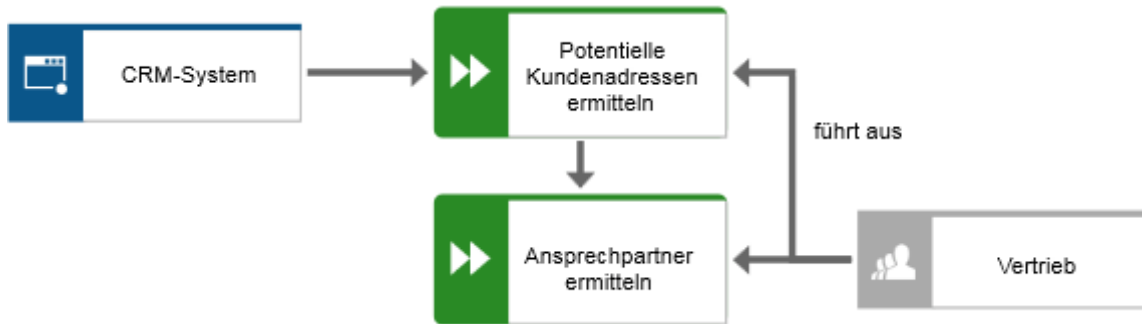 CRM-System
Potentielle
Kundenadressen
ermitteln
führt aus
Ansprechpartner
ermitteln
Vertrieb